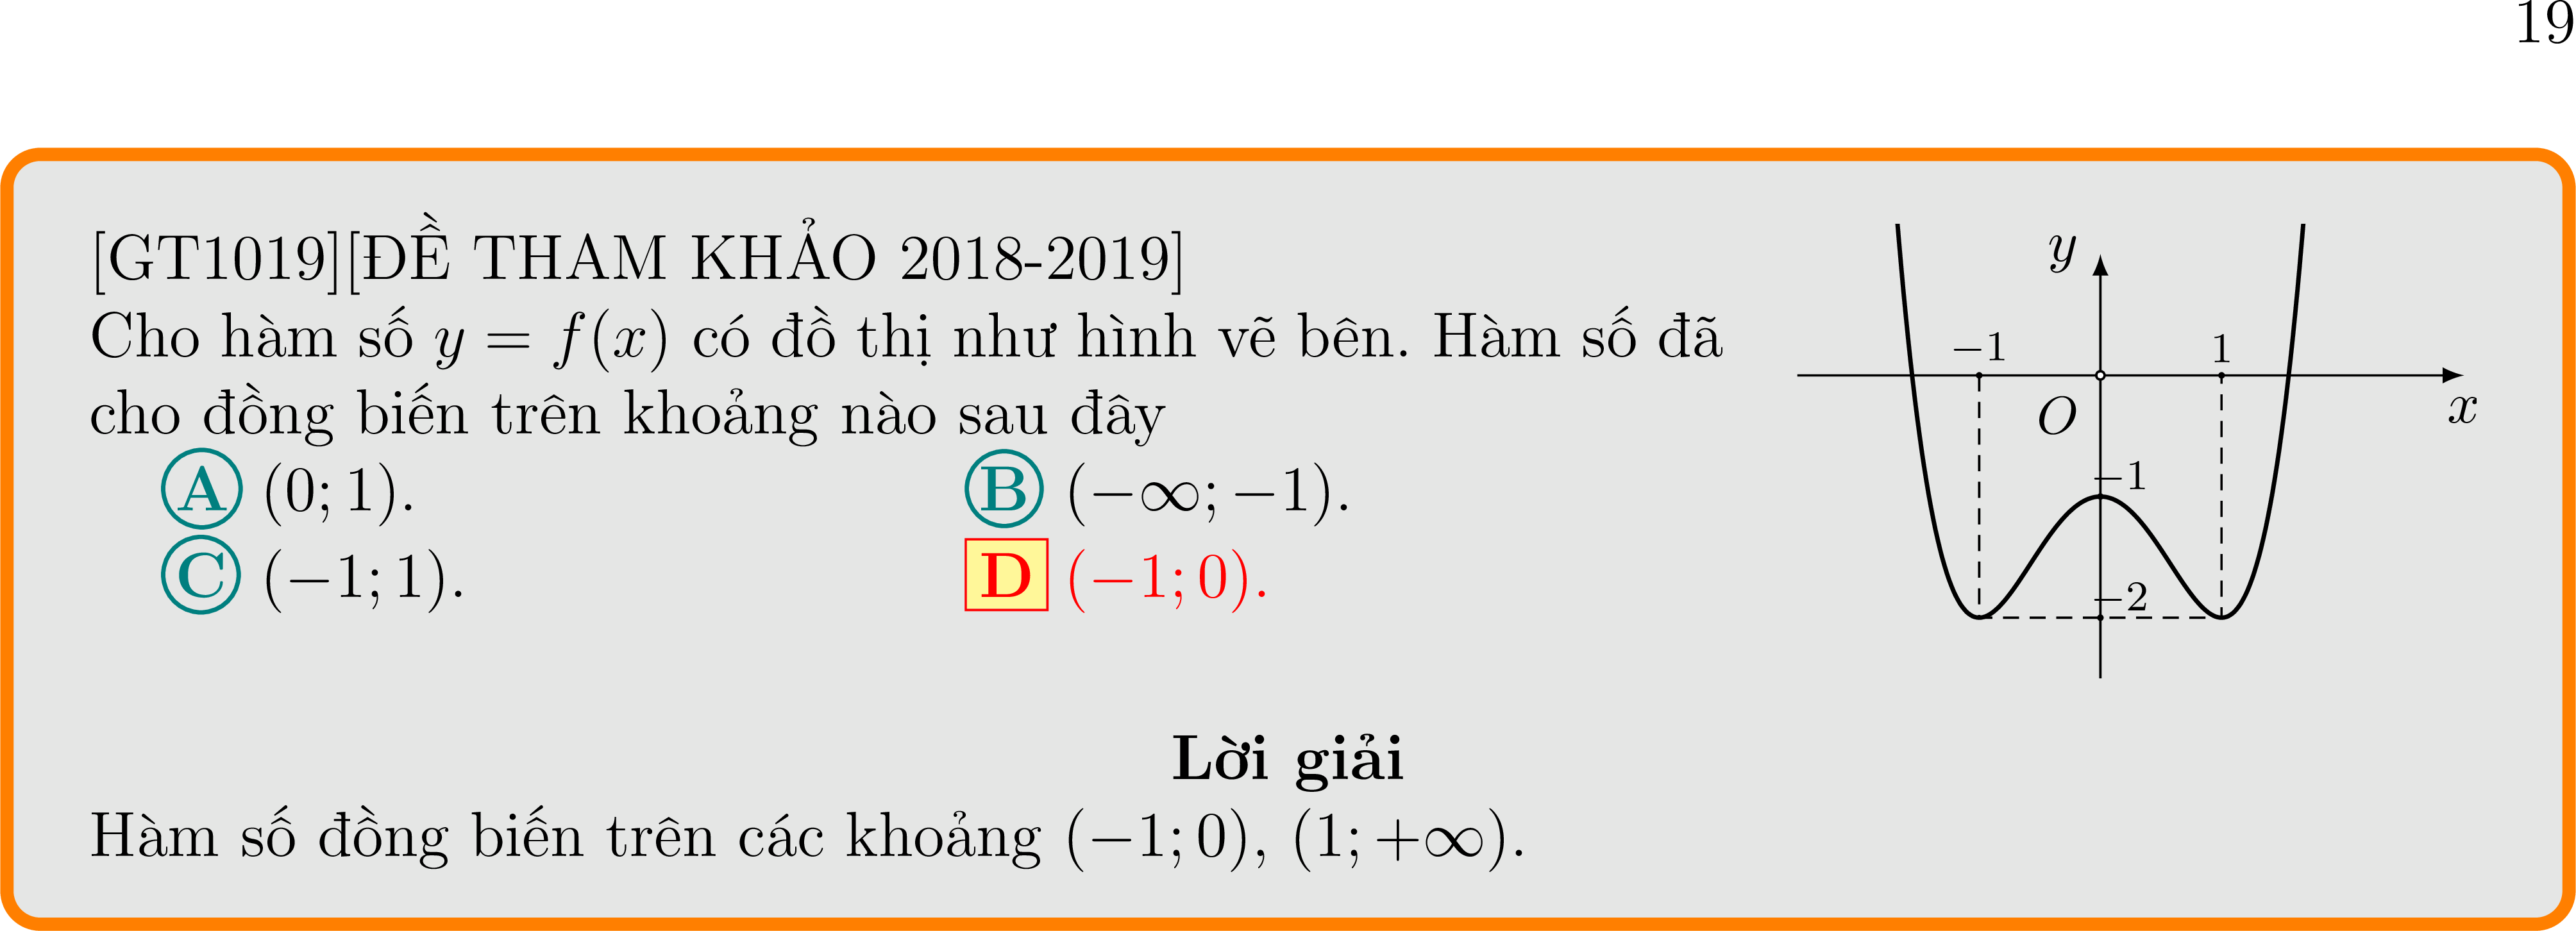 19
[GT1019][ĐỀ THAM KHẢO 2018-2019]
Cho hàm số y = f(x) có đồ thị như hình vẽ bên. Hàm số đã
cho đồng biến trên khoảng nào sau đây
A (0; 1). B (−∞; −1).
C (−1; 1). D (−1; 0).
y
−1 1
O x
−1
−2
Lời giải
Hàm số đồng biến trên các khoảng (−1; 0), (1; +∞).